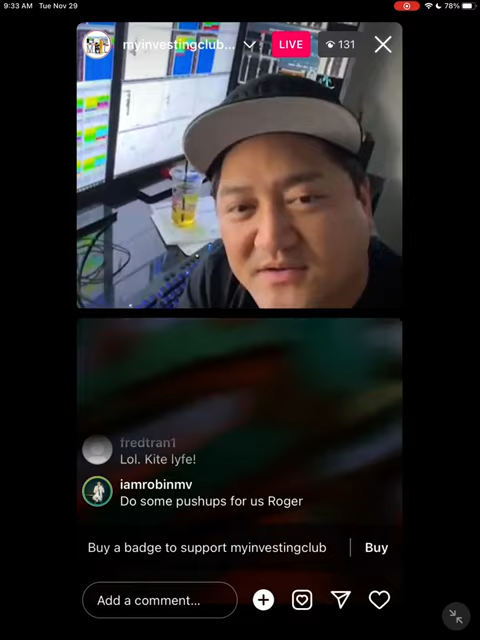 9:33 AM Tue Nov 29
78%
myinvestingclub...
LIVE
131
fredtran1
Lol. Kite lyfe!
iamrobinmv
Do some pushups for us Roger
Buy a badge to support myinvestingclub
Buy
Add a comment...